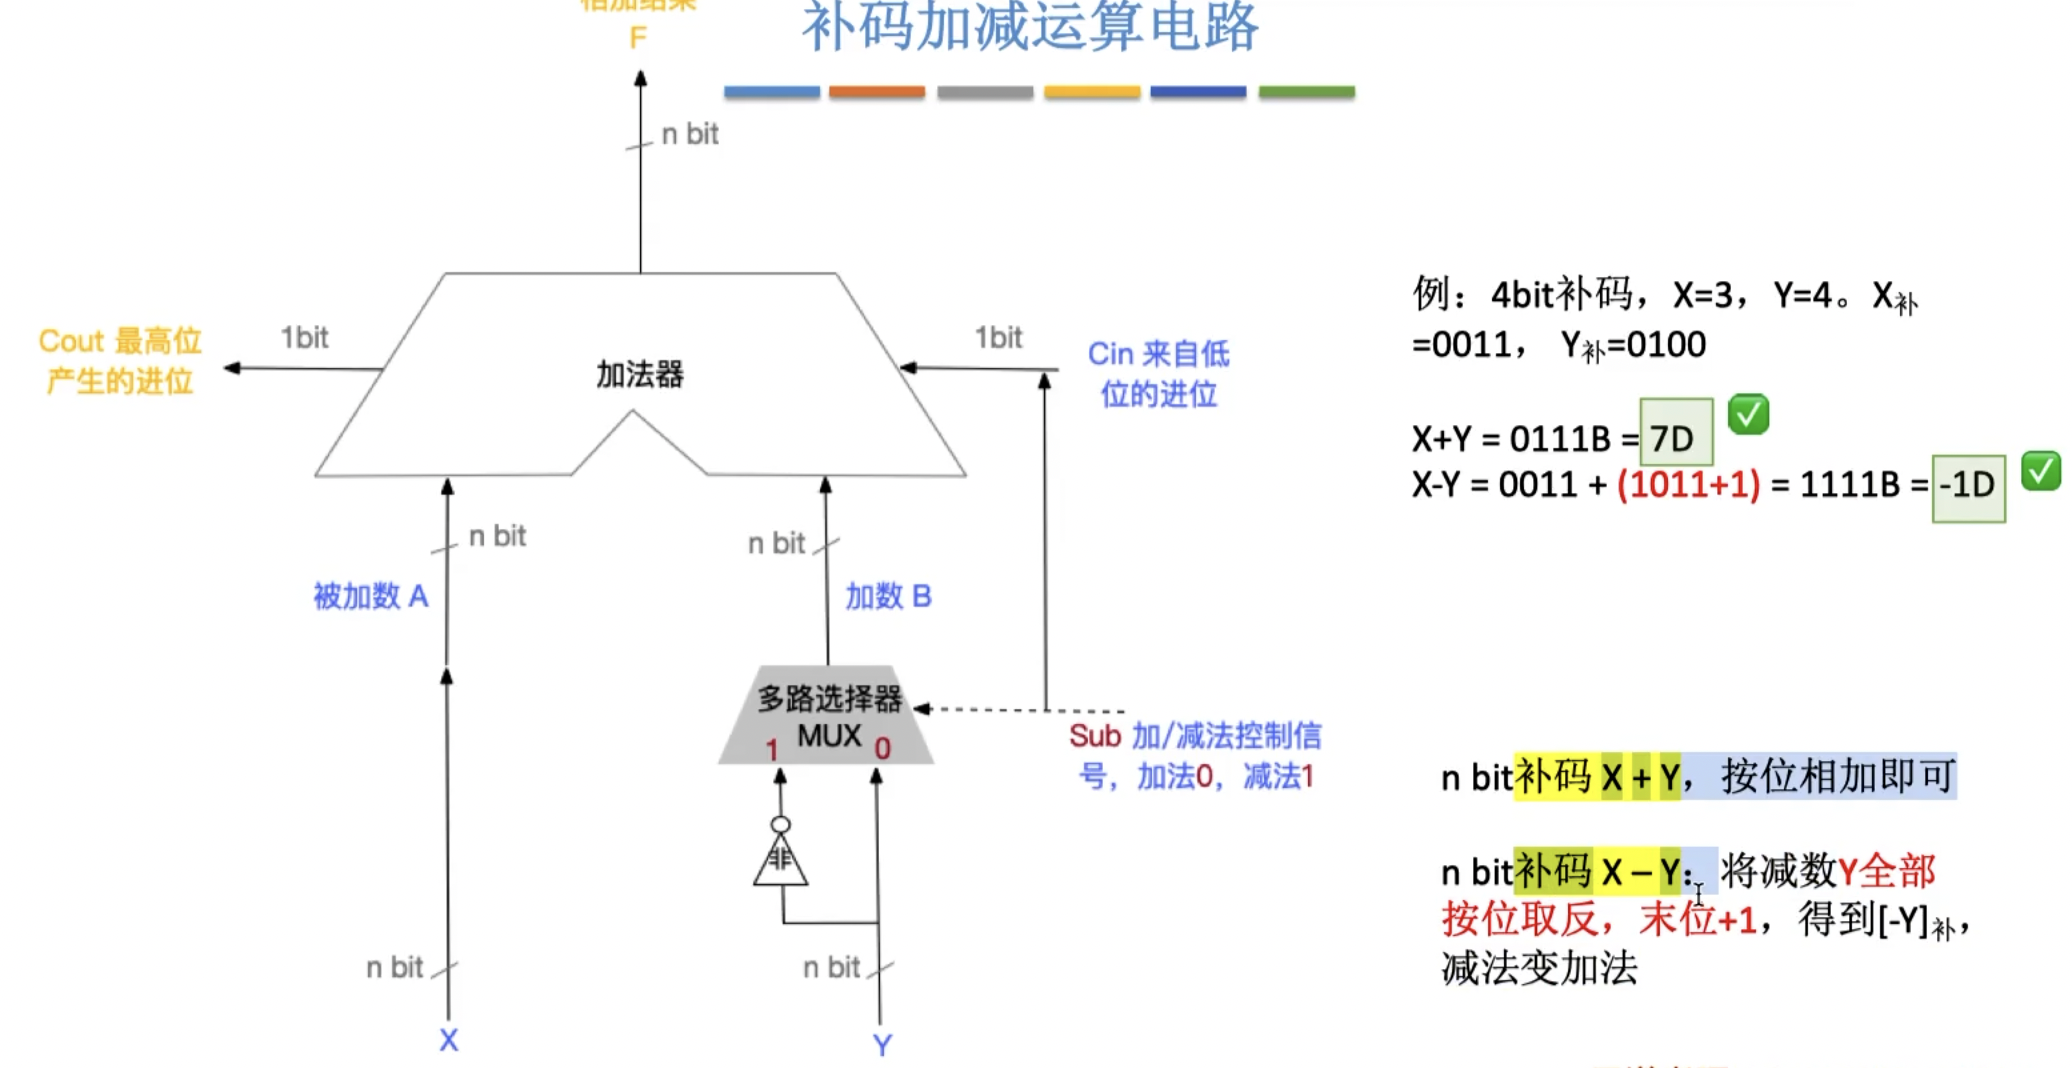 相加结果
F
补码加减运算电路
n bit
Cout 最高位
产生的进位
1bit
加法器
1bit
Cin 来自低
位的进位
例：4bit补码，X=3，Y=4。X补
=0011， Y补=0100
X+Y = 0111B = 7D
X-Y = 0011 + (1011+1) = 1111B = -1D
n bit
n bit
被加数 A
加数 B
多路选择器
MUX
1
0
Sub 加/减法控制信
号，加法0，减法1
非
n bit
n bit
X
Y
n bit补码 X + Y，按位相加即可
n bit补码 X – Y：将减数Y全部
按位取反，末位+1，得到[-Y]补，
减法变加法